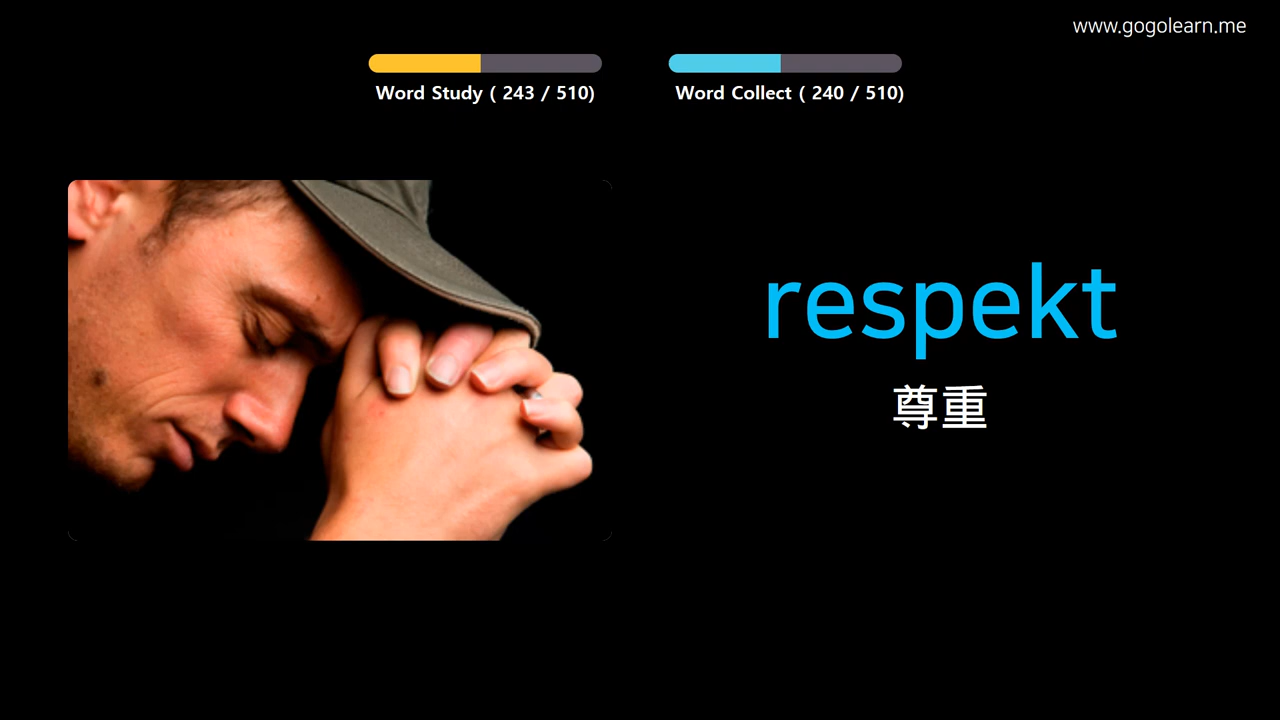 www.gogolearn.me
Word Study ( 243 / 510)
Word Collect ( 240 / 510)
respekt
尊重